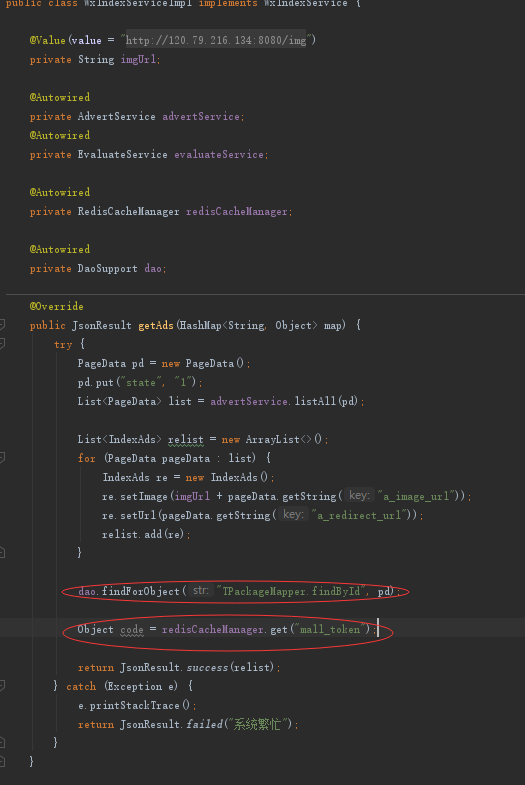 public class WxIndexServiceImpl implements WxIndexService {
@Value(value = "http://120.79.216.134:8080/img")
private String imgUrl;
@Autowired
private AdvertService advertService;
@Autowired
private EvaluateService evaluateService;
@Autowired
private RedisCacheManager redisCacheManager;
@Autowired
private DaoSupport dao;
@Override
public JsonResult getAds(HashMap<String, Object> map) {
try {
PageData pd = new PageData();
pd.put("state", "1");
List<PageData> list = advertService.listAll(pd);
List<IndexAds> relist = new ArrayList<>();
for (PageData pageData : list) {
IndexAds re = new IndexAds();
re.setImage(imgUrl + pageData.getString( key: "a_image_url"));
re.setUrl(pageData.getString( key: "a_redirect_url"));
relist.add(re);
}
dao.findForObject( str: "TPackageMapper.findById", pd);
Object code = redisCacheManager.get("mall_token");
return JsonResult.success(relist);
} catch (Exception e) {
e.printStackTrace();
return JsonResult.failed("系统繁忙");
}
}